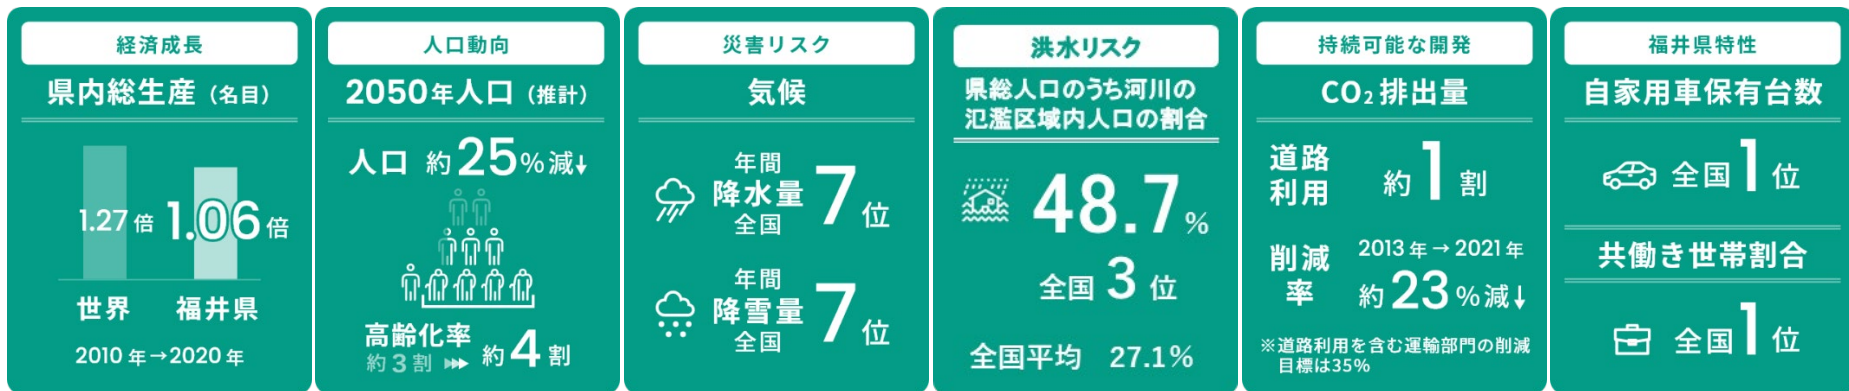 経済成長
県内総生産（名目）
1.27倍
1.06倍
世界
福井県
2010年→2020年
人口動向
2050年人口（推計）
人口 約25%減↓
高齢化率
約3割 ▸▸▸ 約4割
災害リスク
気候
年間
降水量
全国
7位
年間
降雪量
全国
7位
洪水リスク
県総人口のうち河川の
氾濫区域内人口の割合
48.7%
全国3位
全国平均 27.1%
持続可能な開発
CO₂排出量
道路
利用
約1割
削減
率
2013年→2021年
約23%減↓
※道路利用を含む運輸部門の削減
目標は35%
福井県特性
自家用車保有台数
全国1位
共働き世帯割合
全国1位